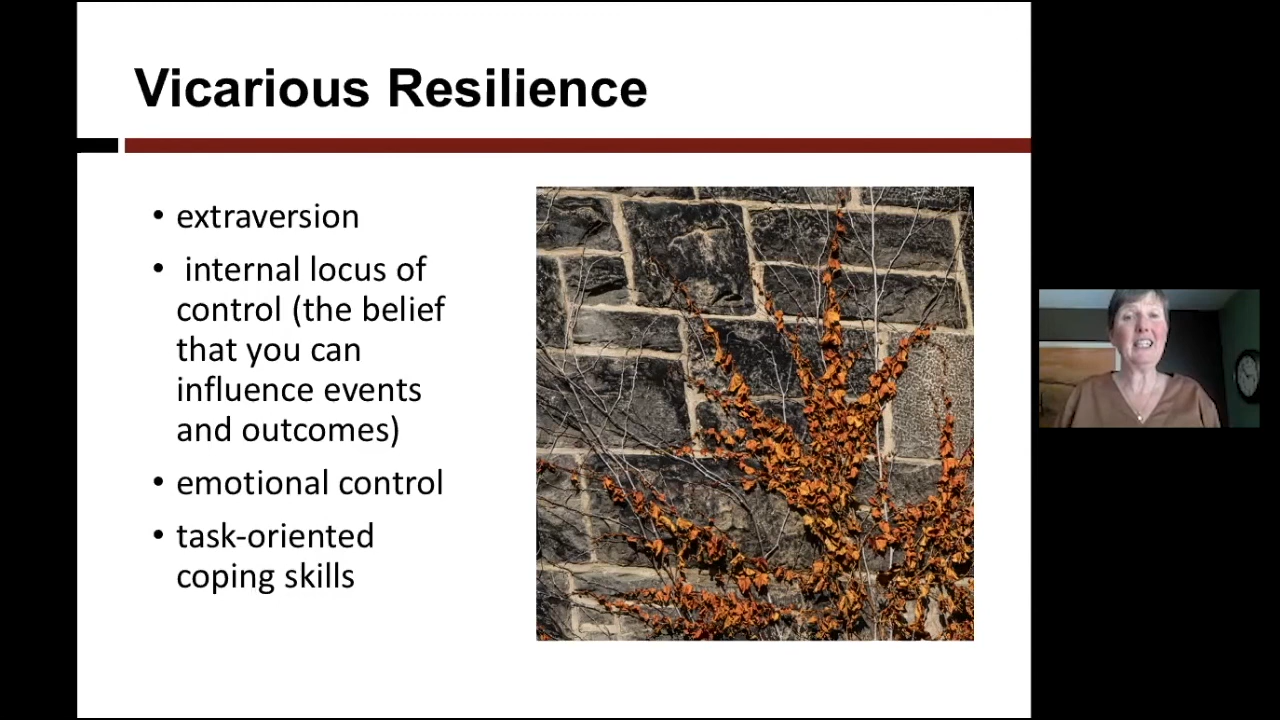 Vicarious Resilience
• extraversion
• internal locus of
control (the belief
that you can
influence events
and outcomes)
• emotional control
• task-oriented
coping skills